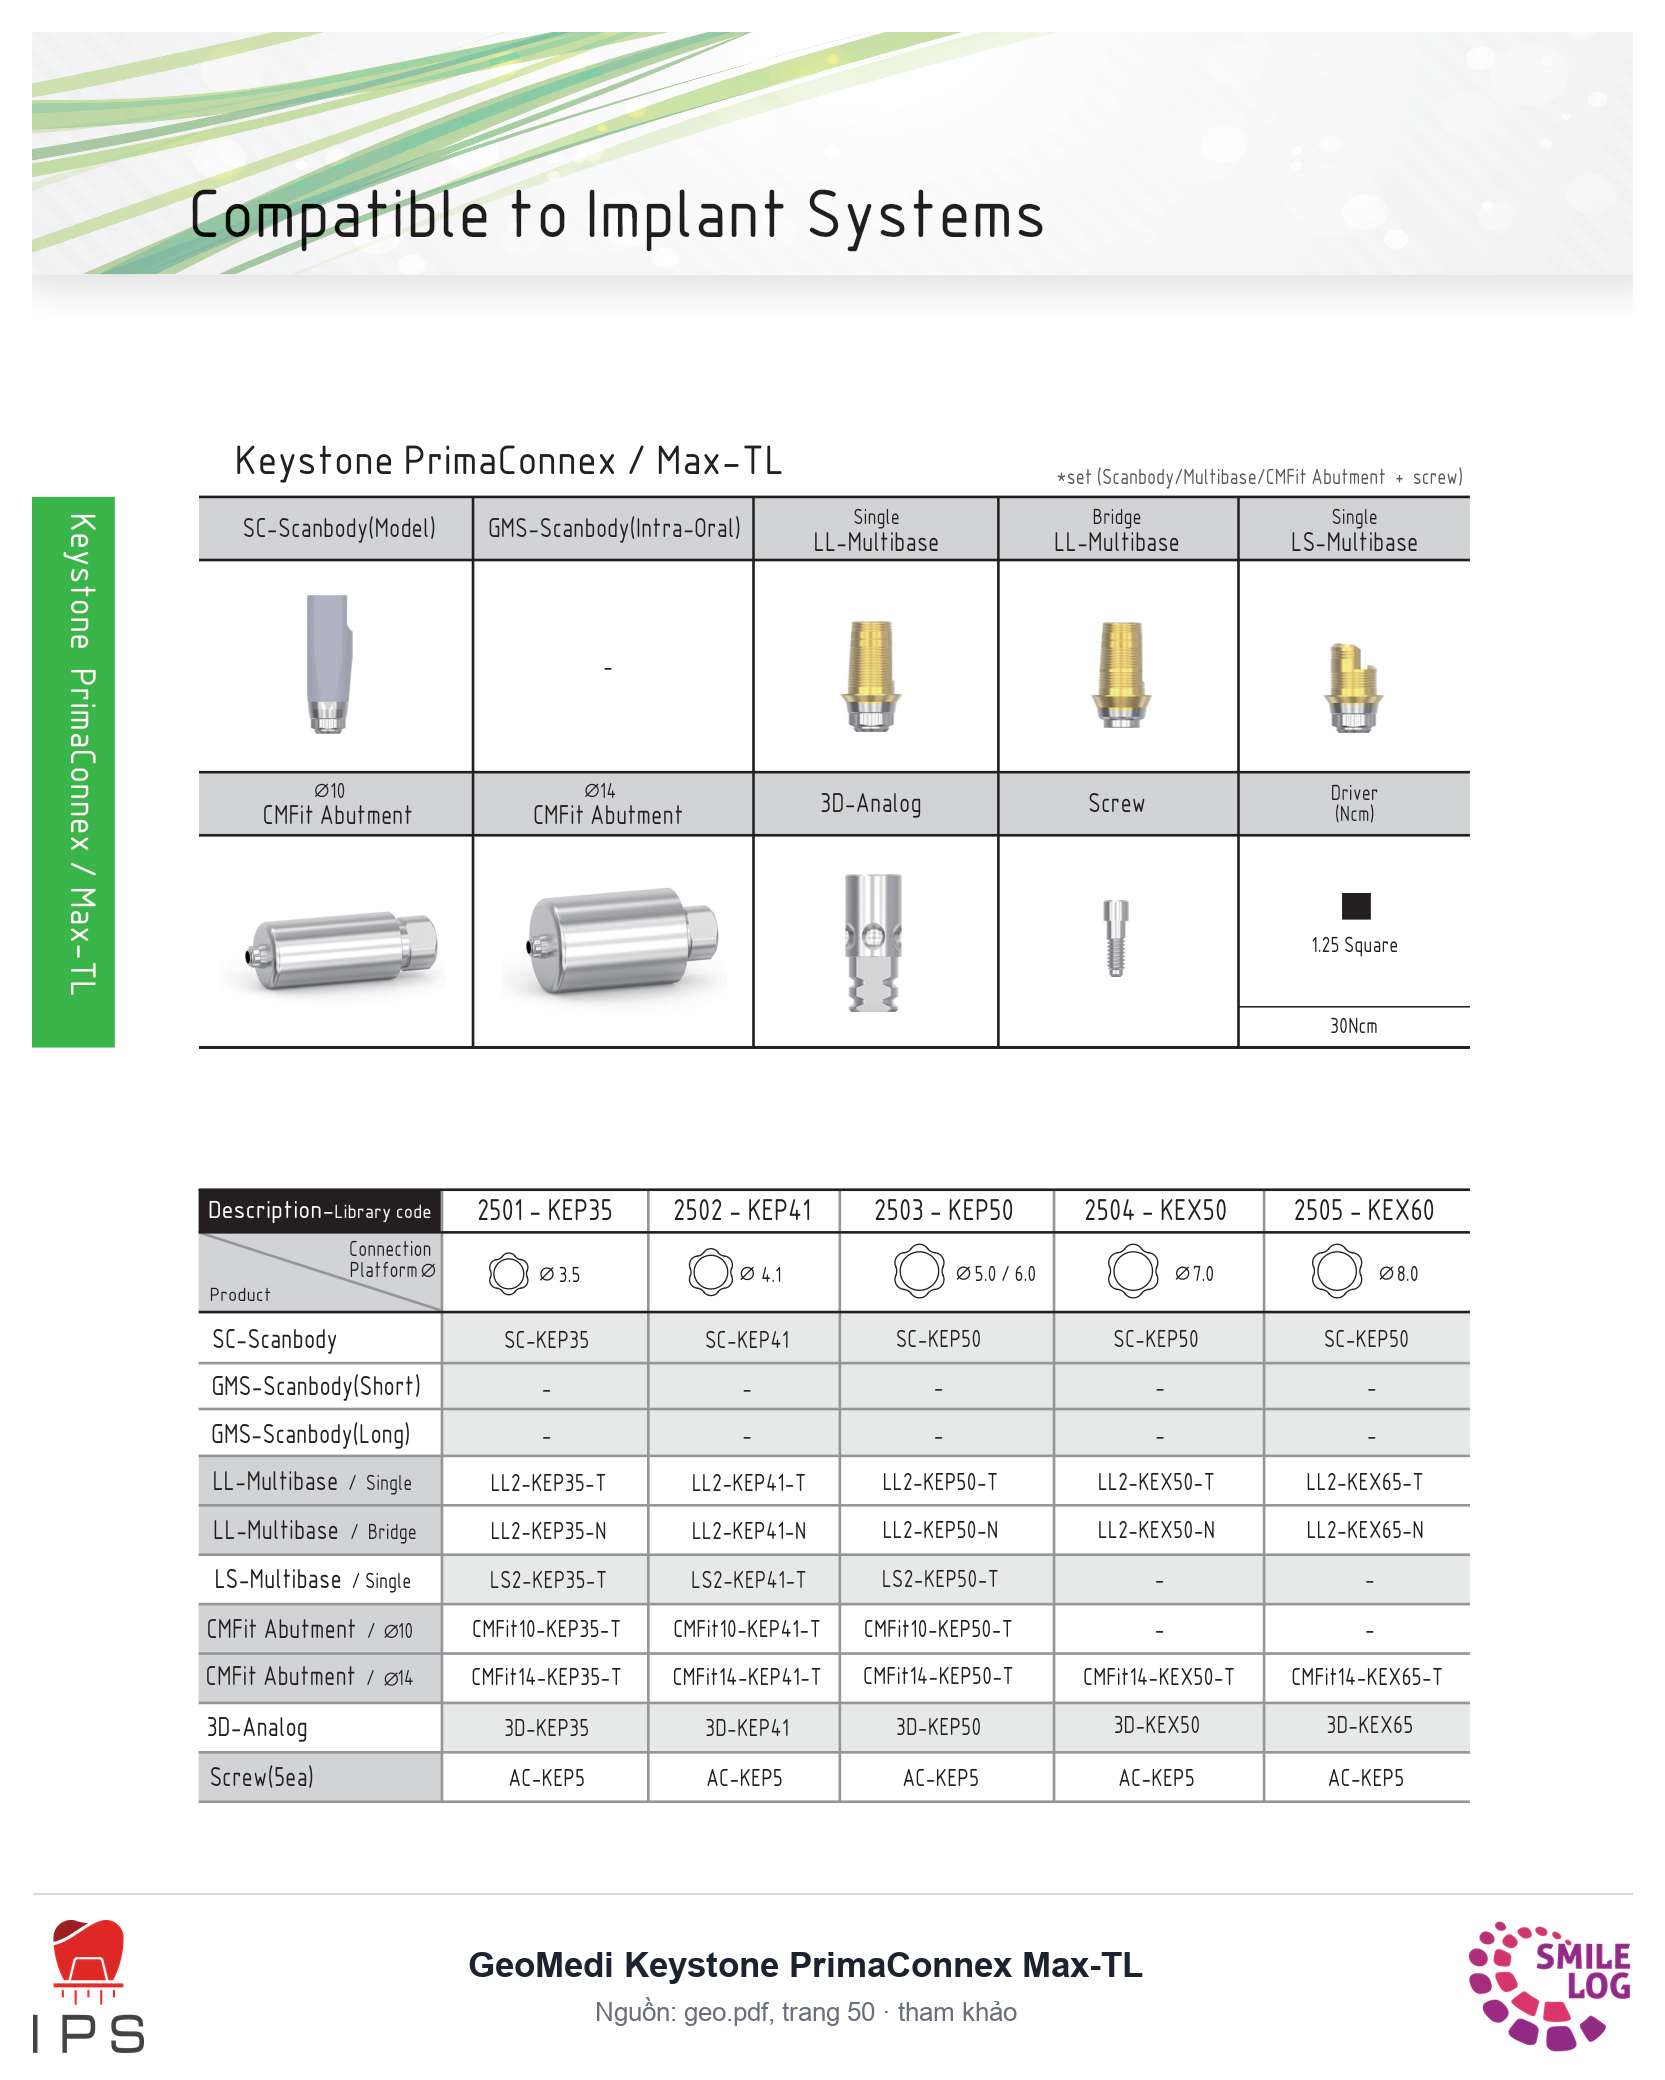 Compatible to Implant Systems
Keystone PrimaConnex / Max-TL
*set (Scanbody/Multibase/CMFit Abutment + screw)
Keystone PrimaConnex / Max-TL
SC-Scanbody(Model) GMS-Scanbody(Intra-Oral) Single LL-Multibase Bridge LL-Multibase Single LS-Multibase
-
Ø10 CMFit Abutment Ø14 CMFit Abutment 3D-Analog Screw Driver (Ncm)
1.25 Square
30Ncm
Description-Library code 2501 - KEP35 2502 - KEP41 2503 - KEP50 2504 - KEX50 2505 - KEX60
Connection Platform Ø
Product
Ø 3.5 Ø 4.1 Ø 5.0 / 6.0 Ø 7.0 Ø 8.0
SC-Scanbody SC-KEP35 SC-KEP41 SC-KEP50 SC-KEP50 SC-KEP50
GMS-Scanbody(Short) - - - - -
GMS-Scanbody(Long) - - - - -
LL-Multibase / Single LL2-KEP35-T LL2-KEP41-T LL2-KEP50-T LL2-KEX50-T LL2-KEX65-T
LL-Multibase / Bridge LL2-KEP35-N LL2-KEP41-N LL2-KEP50-N LL2-KEX50-N LL2-KEX65-N
LS-Multibase / Single LS2-KEP35-T LS2-KEP41-T LS2-KEP50-T - -
CMFit Abutment / Ø10 CMFit10-KEP35-T CMFit10-KEP41-T CMFit10-KEP50-T - -
CMFit Abutment / Ø14 CMFit14-KEP35-T CMFit14-KEP41-T CMFit14-KEP50-T CMFit14-KEX50-T CMFit14-KEX65-T
3D-Analog 3D-KEP35 3D-KEP41 3D-KEP50 3D-KEX50 3D-KEX65
Screw(5ea) AC-KEP5 AC-KEP5 AC-KEP5 AC-KEP5 AC-KEP5
IPS
GeoMedi Keystone PrimaConnex Max-TL
Nguồn: geo.pdf, trang 50 · tham khảo
SMILE
LOG